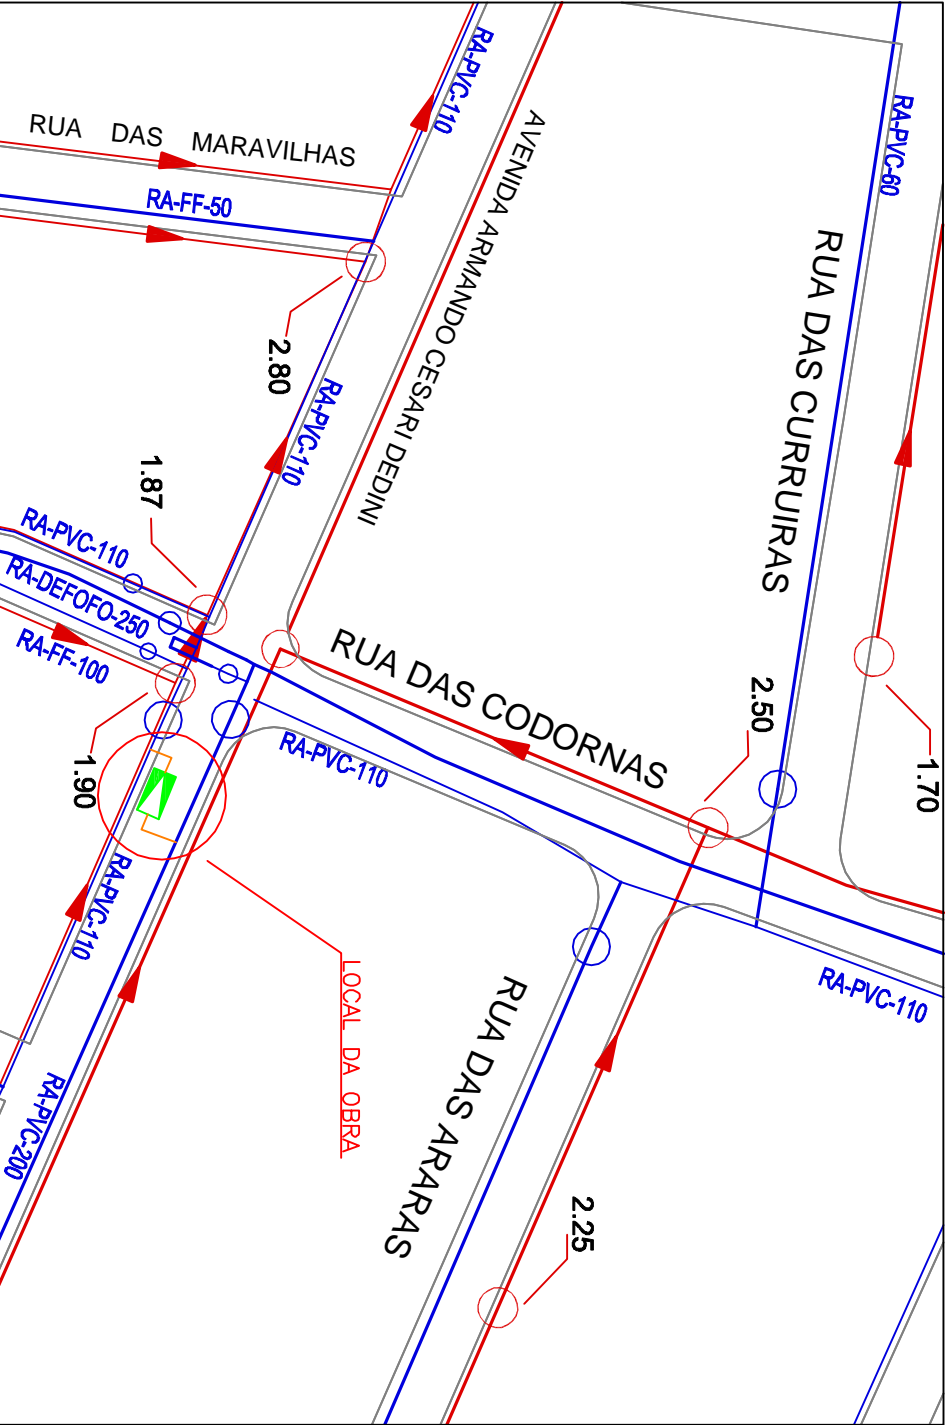 RA-PVC-110
RA-PVC-60
RUA DAS MARAVILHAS
AVENIDA ARMANDO CESARI DEDINI
RA-FF-50
RUA DAS CURRUIRAS
2.80
RA-PVC-110
1.87
RA-PVC-110
RA-DEFOFO-250
RA-FF-100
RUA DAS CODORNAS
2.50
1.70
RA-PVC-110
1.90
RA-PVC-110
LOCAL DA OBRA
RA-PVC-110
RUA DAS ARARAS
RA-PVC-200
2.25